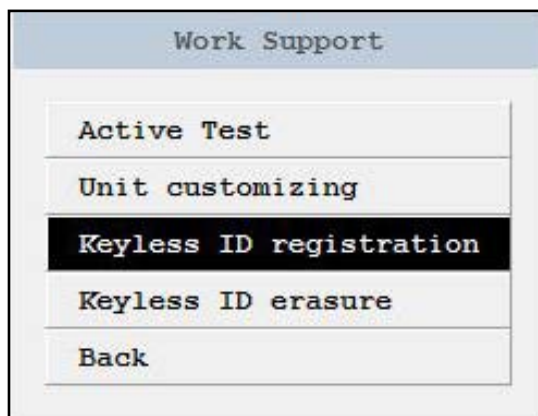 Work Support
Active Test
Unit customizing
Keyless ID registration
Keyless ID erasure
Back